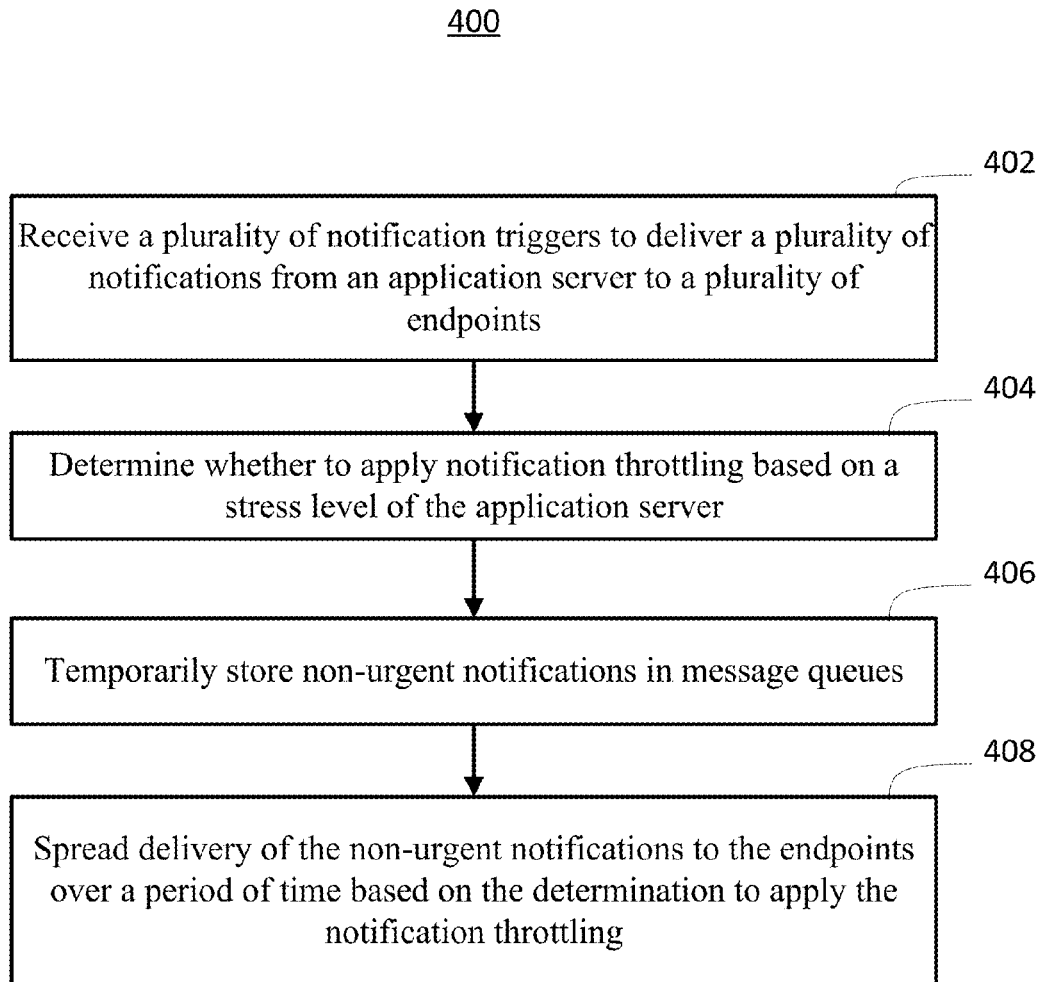 400
402
Receive a plurality of notification triggers to deliver a plurality of
notifications from an application server to a plurality of
endpoints
404
Determine whether to apply notification throttling based on a
stress level of the application server
406
Temporarily store non-urgent notifications in message queues
408
Spread delivery of the non-urgent notifications to the endpoints
over a period of time based on the determination to apply the
notification throttling